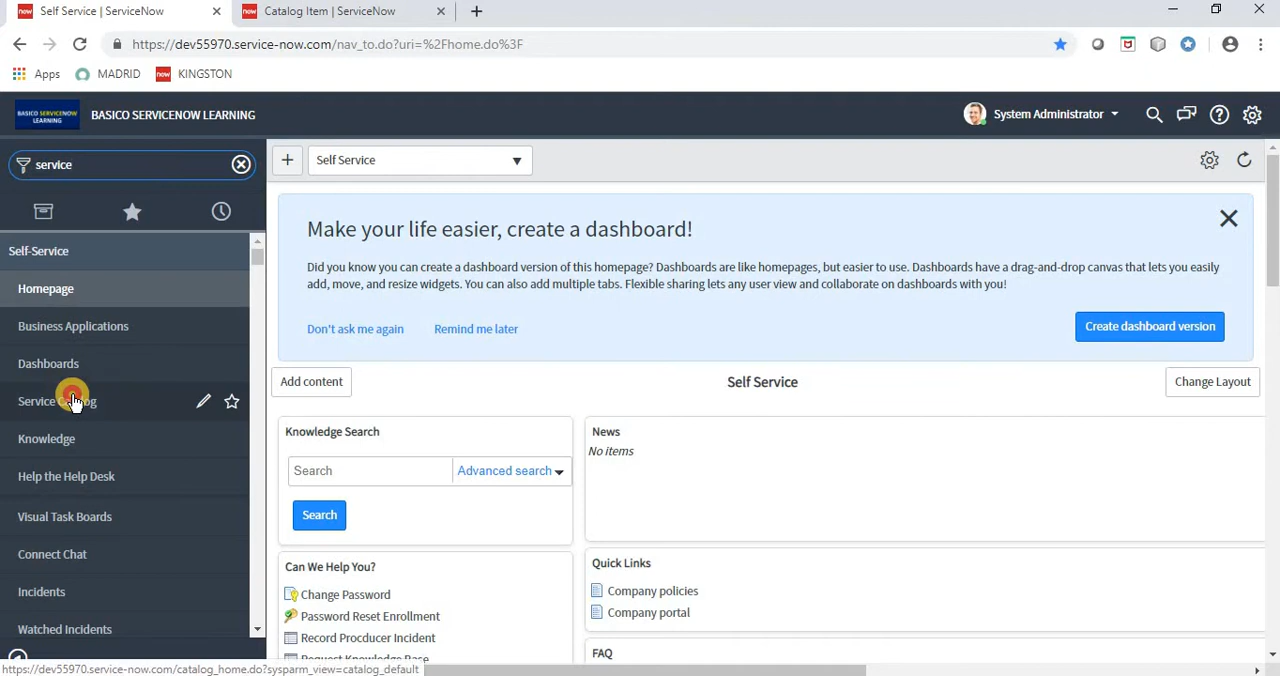 Self Service | ServiceNow
Catalog Item | ServiceNow
https://dev55970.service-now.com/nav_to.do?uri=%2Fhome.do%3F
Apps
MADRID
KINGSTON
BASICO SERVICENOW LEARNING
BASICO SERVICENOW LEARNING
System Administrator
service
Self-Service
Homepage
Business Applications
Dashboards
Service Catalog
Knowledge
Help the Help Desk
Visual Task Boards
Connect Chat
Incidents
Watched Incidents
Self Service
Make your life easier, create a dashboard!
Did you know you can create a dashboard version of this homepage? Dashboards are like homepages, but easier to use. Dashboards have a drag-and-drop canvas that lets you easily
add, move, and resize widgets. You can also add multiple tabs. Flexible sharing lets any user view and collaborate on dashboards with you!
Don't ask me again
Remind me later
Create dashboard version
Add content
Self Service
Change Layout
Knowledge Search
Search
Advanced search
Search
News
No items
Can We Help You?
Change Password
Password Reset Enrollment
Record Procducer Incident
Request Knowledge Base
Quick Links
Company policies
Company portal
FAQ
https://dev55970.service-now.com/catalog_home.do?sysparm_view=catalog_default